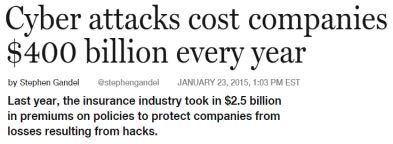 Cyber attacks cost companies
$400 billion every year
by Stephen Gandel @stephengandel JANUARY 23, 2015, 1:03 PM EST
Last year, the insurance industry took in $2.5 billion
in premiums on policies to protect companies from
losses resulting from hacks.